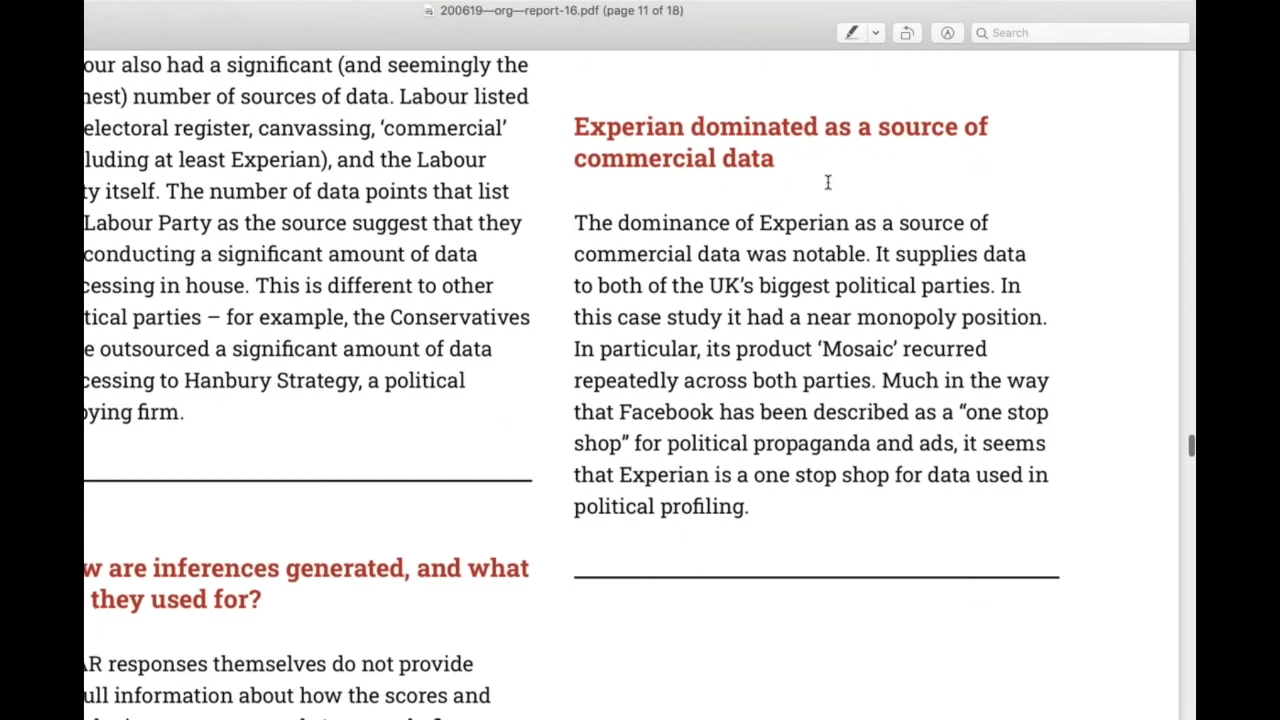 200619—org—report-16.pdf (page 11 of 18)
Search
our also had a significant (and seemingly the
number of sources of data. Labour listed
electoral register, canvassing, ‘commercial’
at least Experian), and the Labour
itself. The number of data points that list
Labour Party as the source suggest that they
conducting a significant amount of data
in house. This is different to other
parties – for example, the Conservatives
outsourced a significant amount of data
to Hanbury Strategy, a political
firm.
are inferences generated, and what
they used for?
responses themselves do not provide
information about how the scores and
Experian dominated as a source of
commercial data
The dominance of Experian as a source of
commercial data was notable. It supplies data
to both of the UK’s biggest political parties. In
this case study it had a near monopoly position.
In particular, its product ‘Mosaic’ recurred
repeatedly across both parties. Much in the way
that Facebook has been described as a “one stop
shop” for political propaganda and ads, it seems
that Experian is a one stop shop for data used in
political profiling.